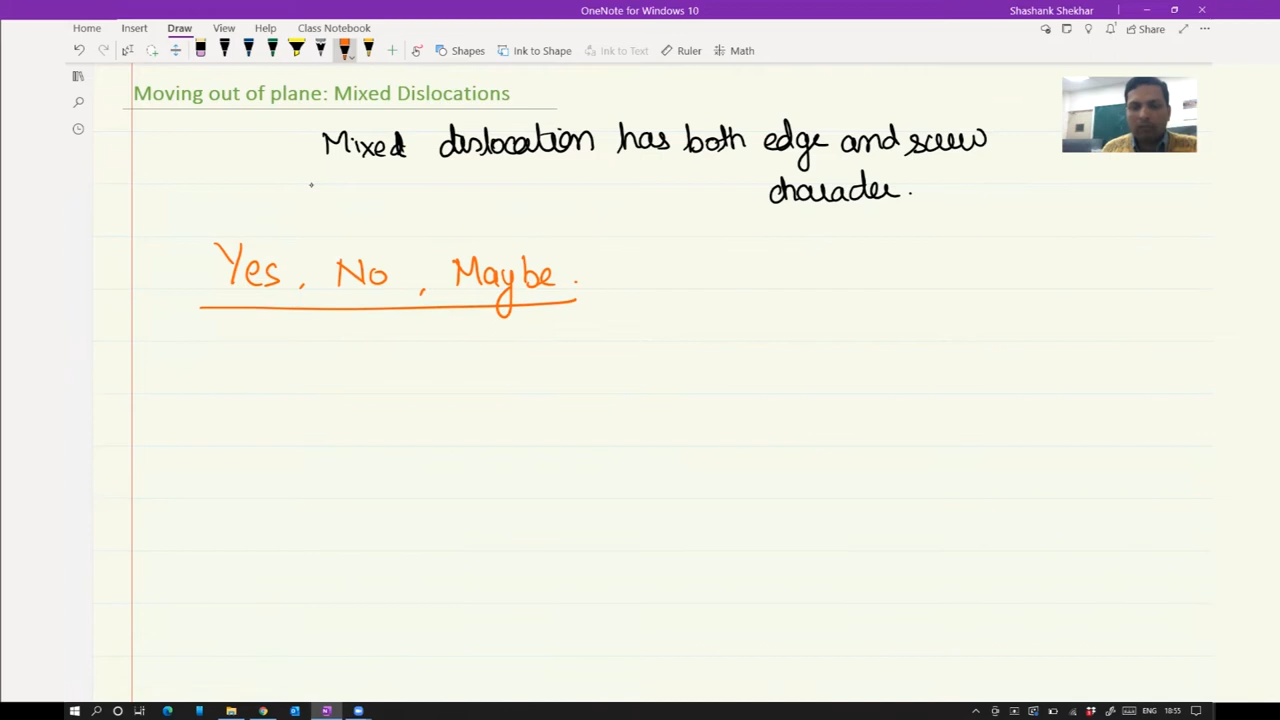 OneNote for Windows 10
Shashank Shekhar
Home Insert Draw View Help Class Notebook
Share
Shapes Ink to Shape Ink to Text Ruler Math
Moving out of plane: Mixed Dislocations
Mixed dislocation has both edge and screw
character.
Yes, No, Maybe.
ENG 18:55